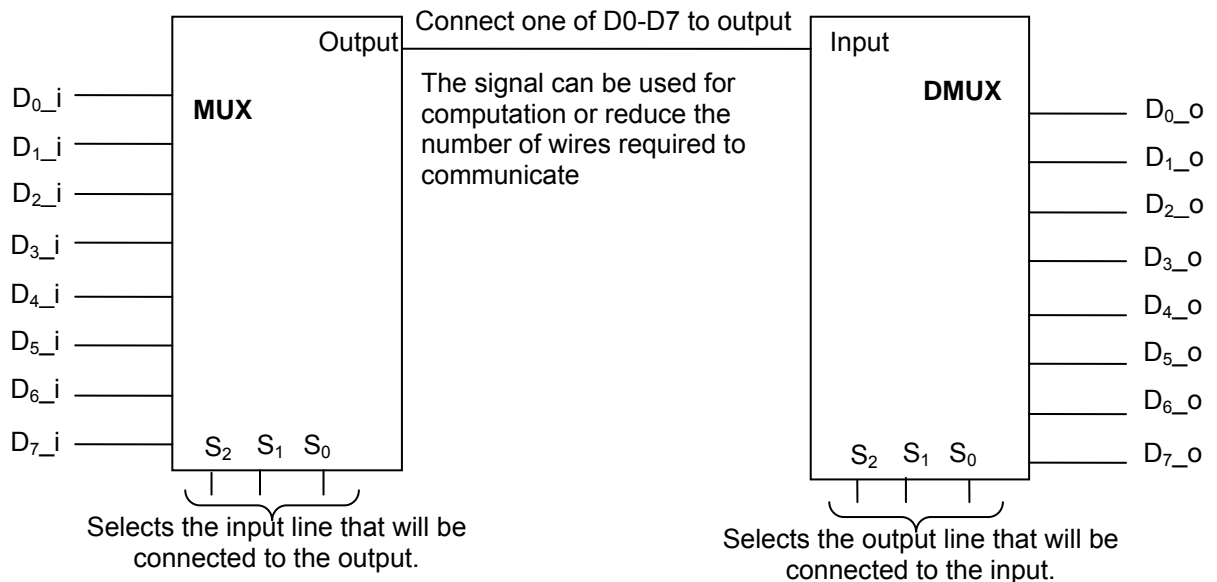 Connect one of D0-D7 to output
Output
Input
The signal can be used for
computation or reduce the
number of wires required to
communicate
MUX
D₀_i
D₁_i
D₂_i
D₃_i
D₄_i
D₅_i
D₆_i
D₇_i
S₂ S₁ S₀
Selects the input line that will be
connected to the output.
DMUX
D₀_o
D₁_o
D₂_o
D₃_o
D₄_o
D₅_o
D₆_o
D₇_o
S₂ S₁ S₀
Selects the output line that will be
connected to the input.